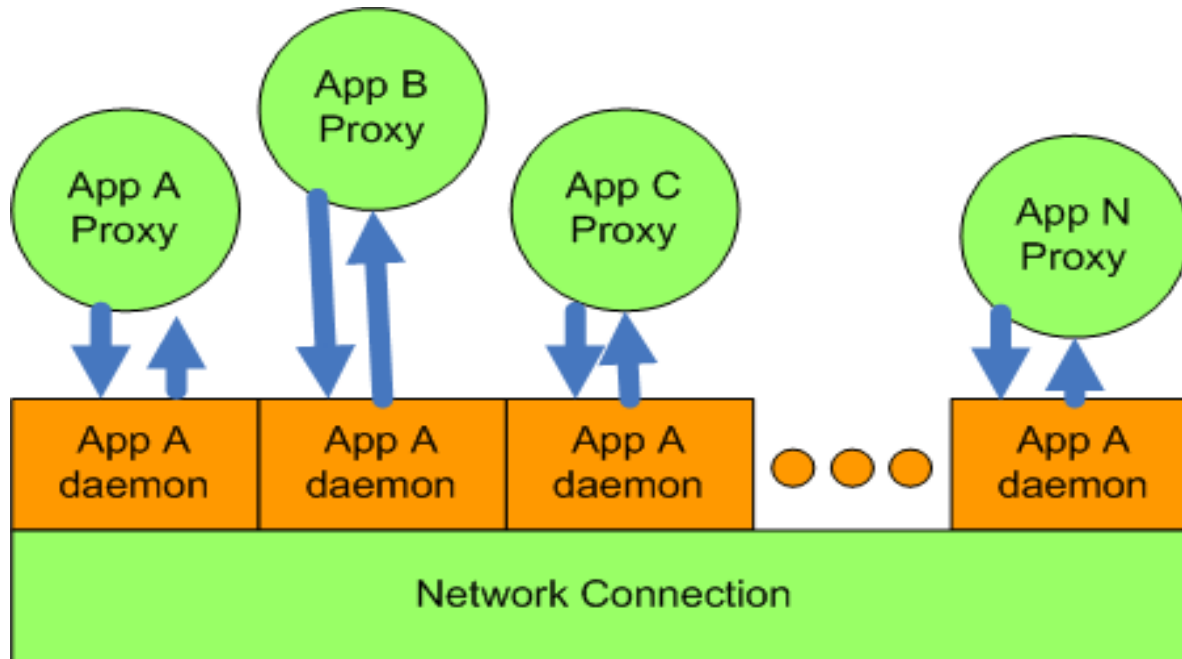 App A
Proxy
App B
Proxy
App C
Proxy
App N
Proxy
App A
daemon
App A
daemon
App A
daemon
App A
daemon
Network Connection